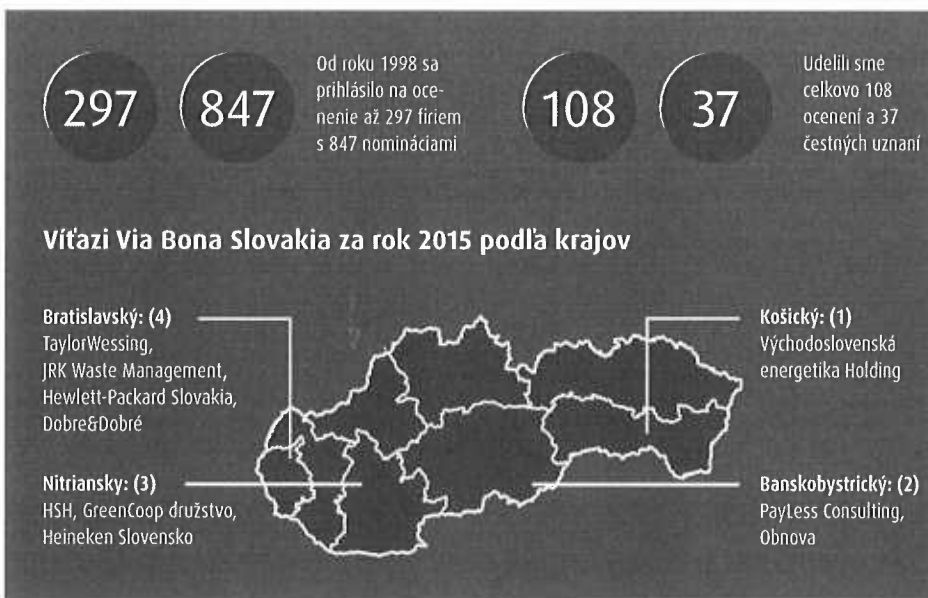 297
847
Od roku 1998 sa
prihlásilo na oce-
nenie až 297 firiem
s 847 nomináciami
108
37
Udelili sme
celkovo 108
ocenení a 37
čestných uznaní
Víťazi Via Bona Slovakia za rok 2015 podľa krajov
Bratislavský: (4)
TaylorWessing,
JRK Waste Management,
Hewlett-Packard Slovakia,
Dobre&Dobré
Nitriansky: (3)
HSH, GreenCoop družstvo,
Heineken Slovensko
Košický: (1)
Východoslovenská
energetika Holding
Banskobystrický: (2)
PayLess Consulting,
Obnova